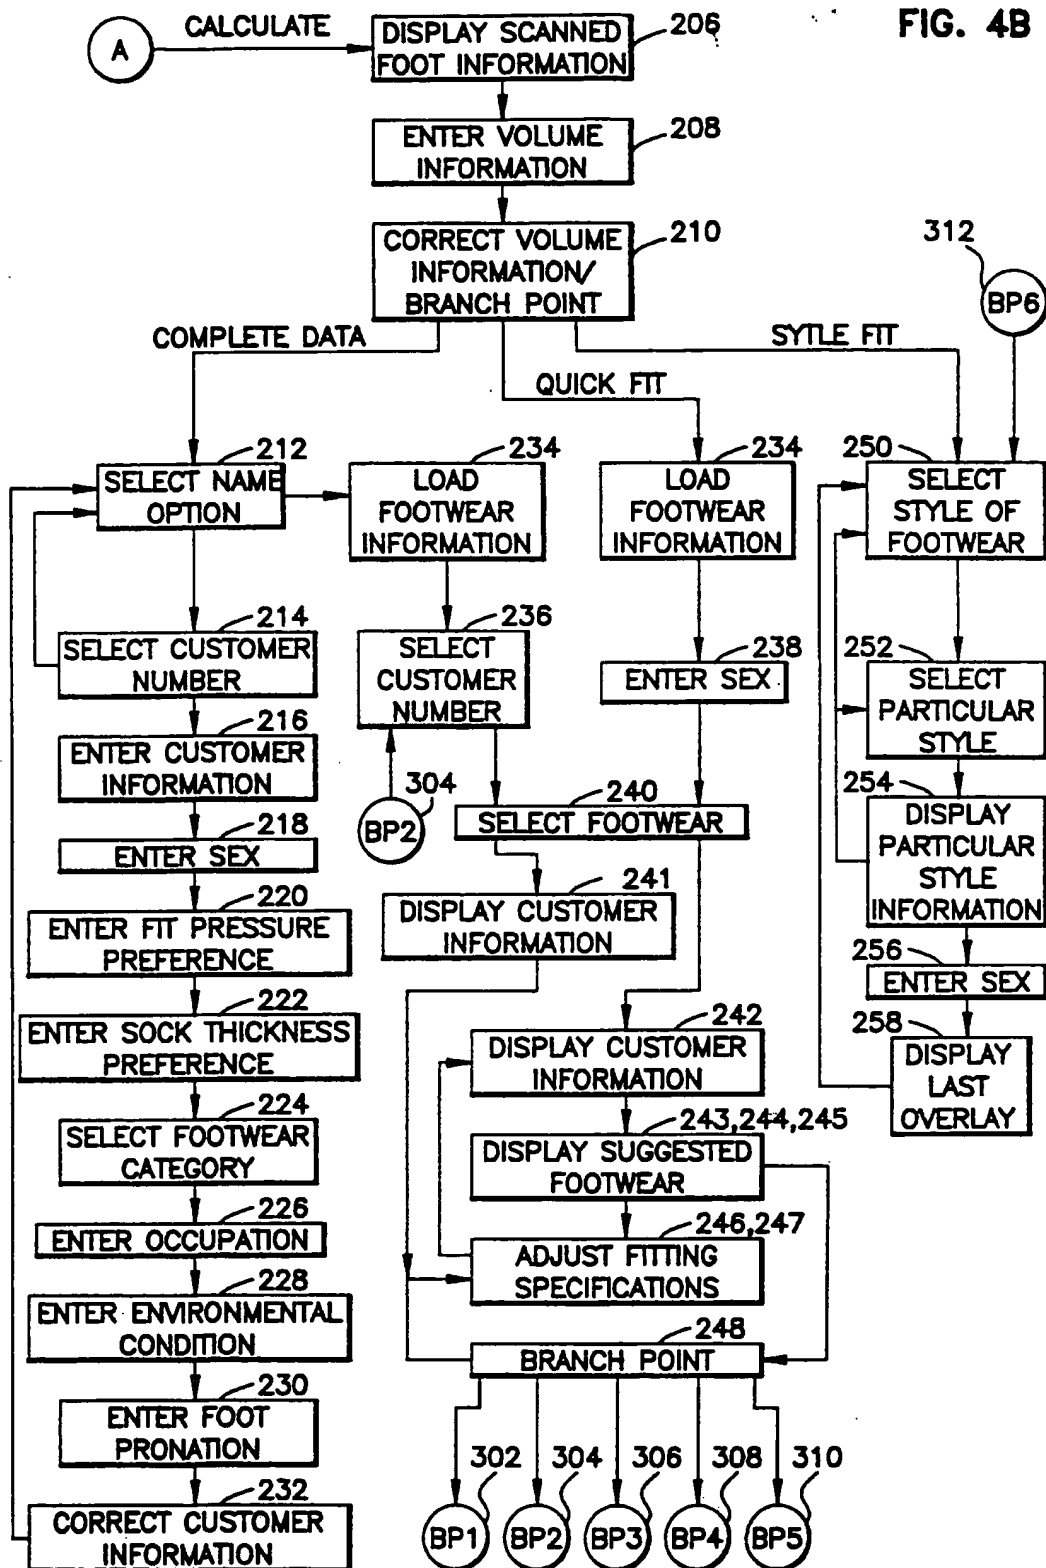 FIG. 4B
A
CALCULATE
DISPLAY SCANNED
FOOT INFORMATION
206
ENTER VOLUME
INFORMATION
208
CORRECT VOLUME
INFORMATION/
BRANCH POINT
210
312
BP6
COMPLETE DATA
QUICK FIT
SYTLE FIT
212
SELECT NAME
OPTION
234
LOAD
FOOTWEAR
INFORMATION
234
LOAD
FOOTWEAR
INFORMATION
250
SELECT
STYLE OF
FOOTWEAR
214
SELECT CUSTOMER
NUMBER
236
SELECT
CUSTOMER
NUMBER
238
ENTER SEX
252
SELECT
PARTICULAR
STYLE
216
ENTER CUSTOMER
INFORMATION
304
BP2
240
SELECT FOOTWEAR
254
DISPLAY
PARTICULAR
STYLE
INFORMATION
218
ENTER SEX
241
DISPLAY CUSTOMER
INFORMATION
220
ENTER FIT PRESSURE
PREFERENCE
256
ENTER SEX
222
ENTER SOCK THICKNESS
PREFERENCE
242
DISPLAY CUSTOMER
INFORMATION
258
DISPLAY
LAST
OVERLAY
224
SELECT FOOTWEAR
CATEGORY
243,244,245
DISPLAY SUGGESTED
FOOTWEAR
226
ENTER OCCUPATION
246,247
ADJUST FITTING
SPECIFICATIONS
228
ENTER ENVIRONMENTAL
CONDITION
248
BRANCH POINT
230
ENTER FOOT
PRONATION
232
CORRECT CUSTOMER
INFORMATION
302
BP1
304
BP2
306
BP3
308
BP4
310
BP5